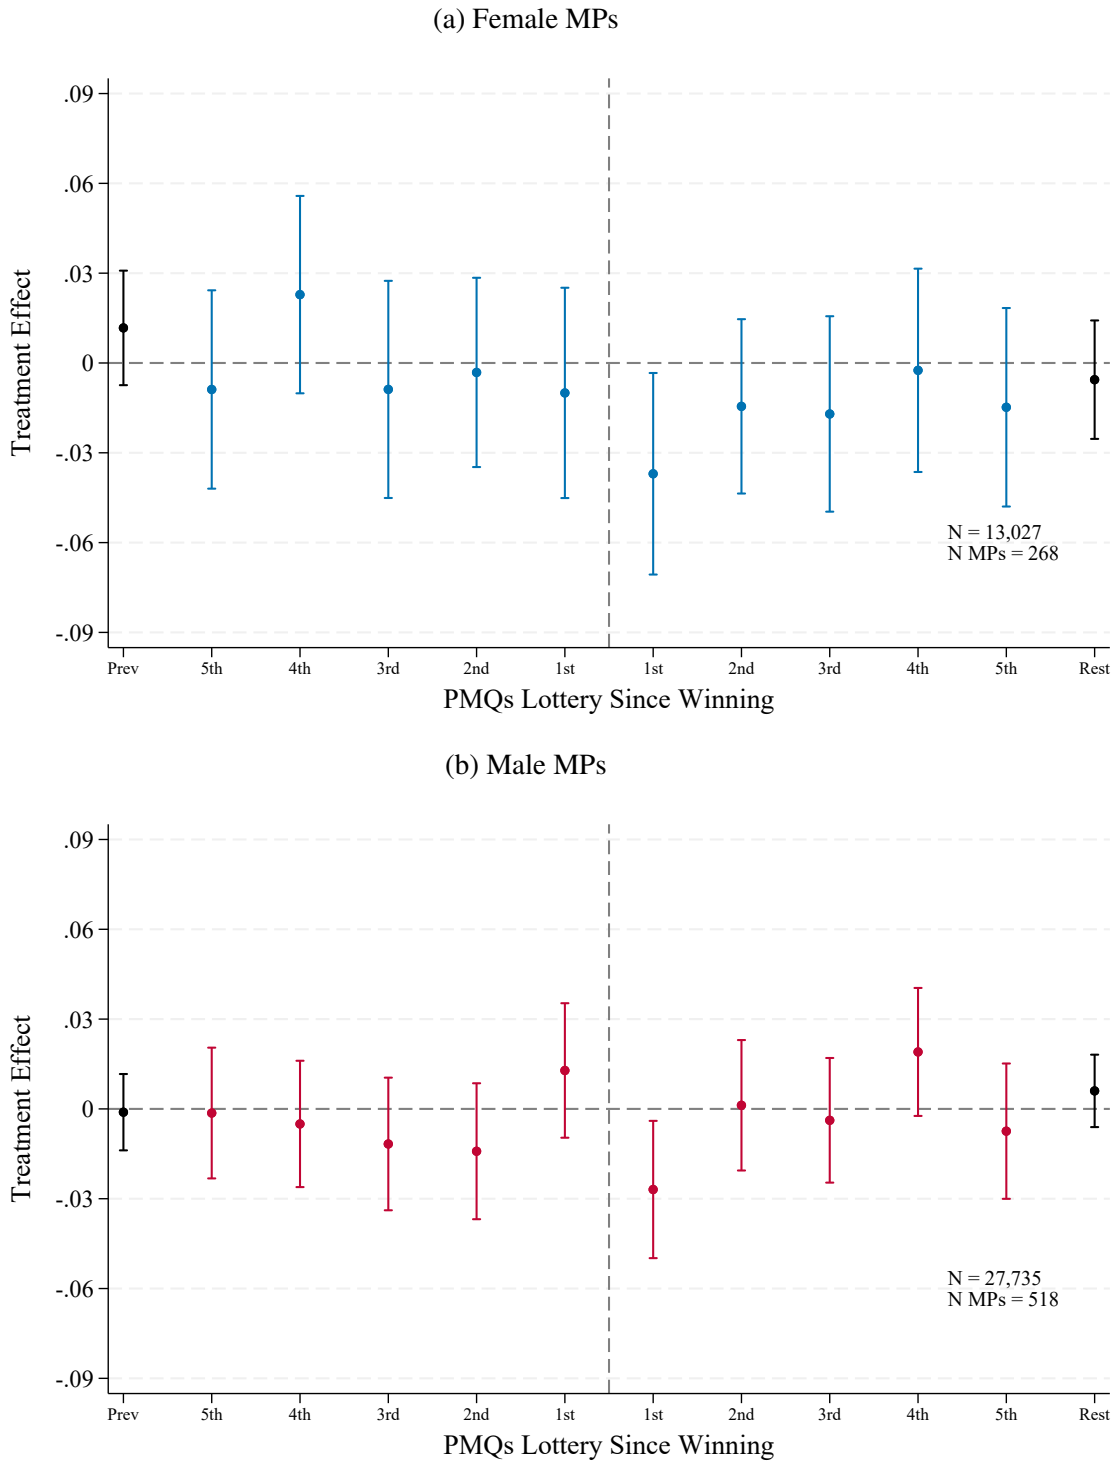 (a) Female MPs
.09
.06
.03
0
-.03
-.06
-.09
Treatment Effect
N = 13,027
N MPs = 268
Prev 5th 4th 3rd 2nd 1st 1st 2nd 3rd 4th 5th Rest
PMQs Lottery Since Winning
(b) Male MPs
.09
.06
.03
0
-.03
-.06
-.09
Treatment Effect
N = 27,735
N MPs = 518
Prev 5th 4th 3rd 2nd 1st 1st 2nd 3rd 4th 5th Rest
PMQs Lottery Since Winning